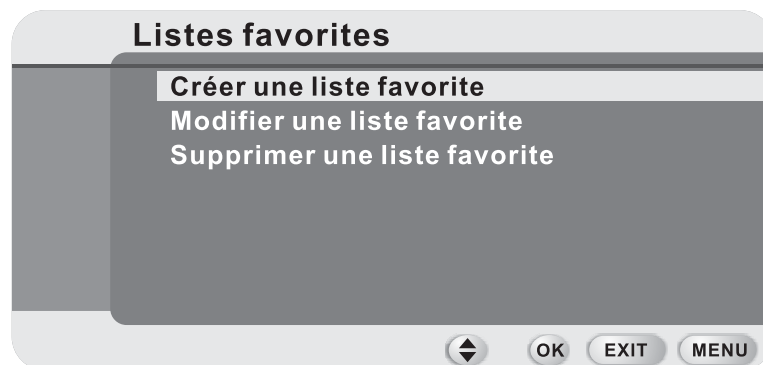 Listes favorites
Créer une liste favorite
Modifier une liste favorite
Supprimer une liste favorite
OK EXIT MENU